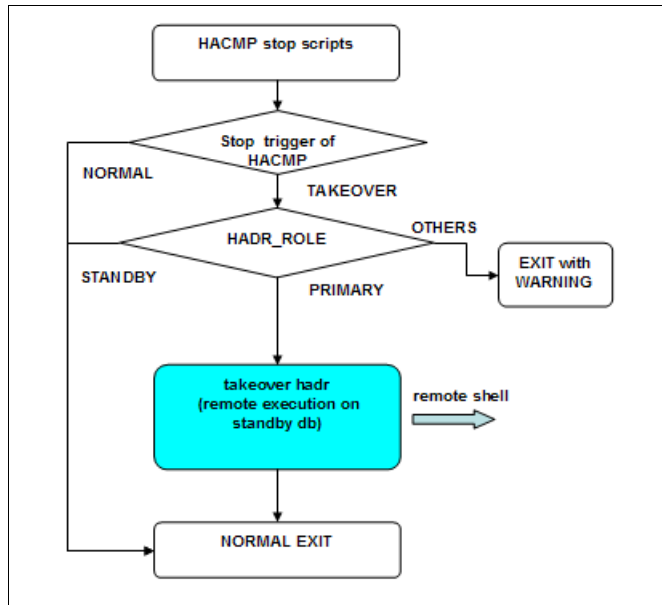 HACMP stop scripts
Stop trigger of
HACMP
NORMAL
TAKEOVER
HADR_ROLE
OTHERS
STANDBY
EXIT with
WARNING
PRIMARY
takeover hadr
(remote execution on
standby db)
remote shell
NORMAL EXIT